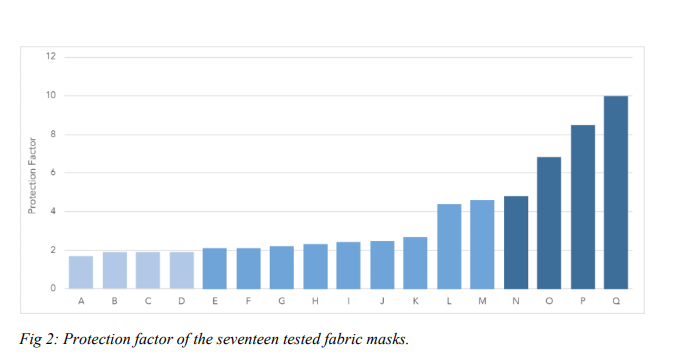 12
10
8
6
4
2
0
Protection Factor
A B C D E F G H I J K L M N O P Q
Fig 2: Protection factor of the seventeen tested fabric masks.